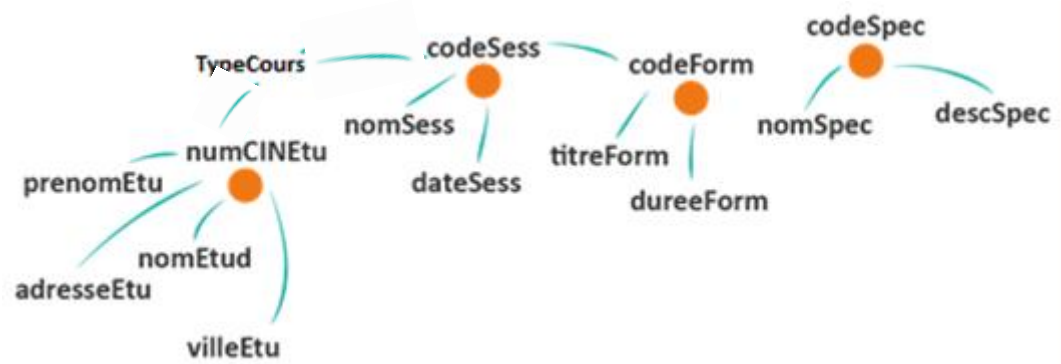 codeSpec
codeSess
TypeCours
codeForm
descSpec
nomSess
nomSpec
numCINEtu
titreForm
prenomEtu
dateSess
dureeForm
nomEtud
adresseEtu
villeEtu